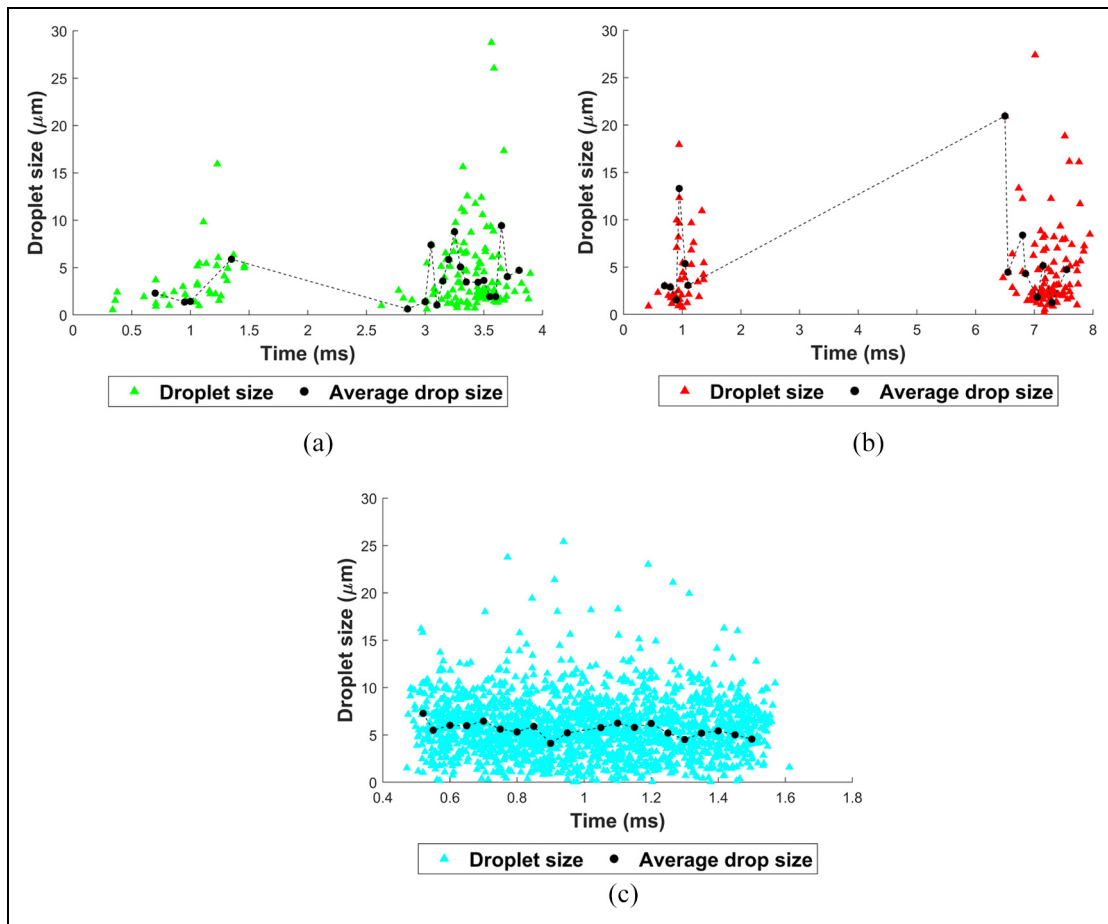 30
25
20
15
10
5
0
Droplet size (μm)
0 0.5 1 1.5 2 2.5 3 3.5 4
Time (ms)
Droplet size Average drop size
(a)
30
25
20
15
10
5
0
Droplet size (μm)
0 1 2 3 4 5 6 7 8
Time (ms)
Droplet size Average drop size
(b)
30
25
20
15
10
5
0
Droplet size (μm)
0.4 0.6 0.8 1 1.2 1.4 1.6 1.8
Time (ms)
Droplet size Average drop size
(c)